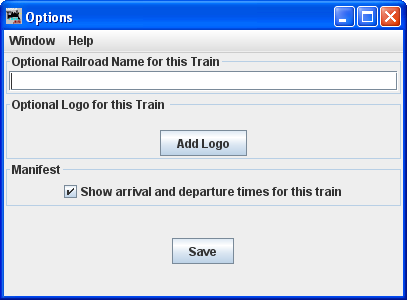 Options
Window Help
Optional Railroad Name for this Train
Optional Logo for this Train
Add Logo
Manifest
Show arrival and departure times for this train
Save